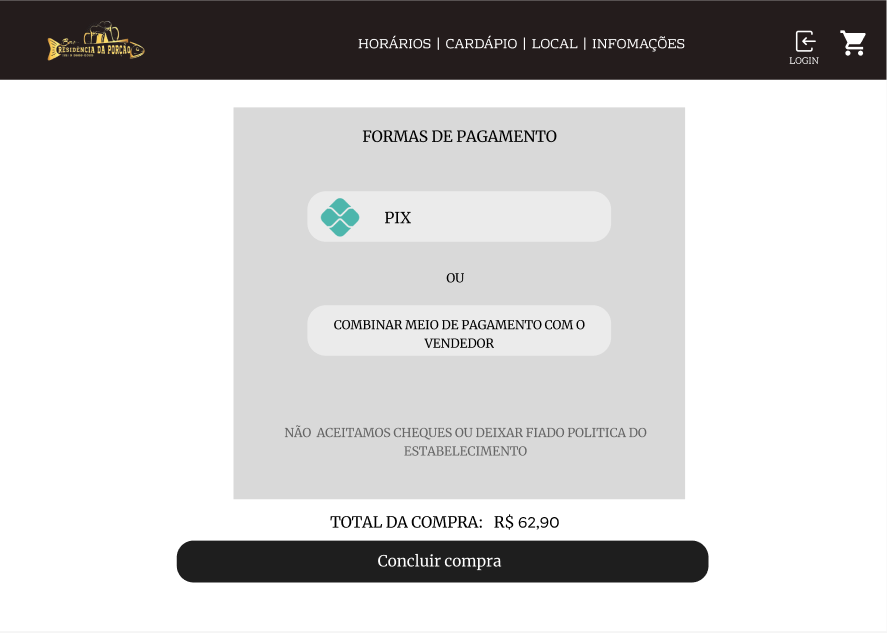 Bar
RESIDÊNCIA DA PORÇÃO
HORÁRIOS | CARDÁPIO | LOCAL | INFOMAÇÕES
LOGIN
FORMAS DE PAGAMENTO
PIX
OU
COMBINAR MEIO DE PAGAMENTO COM O
VENDEDOR
NÃO ACEITAMOS CHEQUES OU DEIXAR FIADO POLITICA DO
ESTABELECIMENTO
TOTAL DA COMPRA: R$ 62,90
Concluir compra